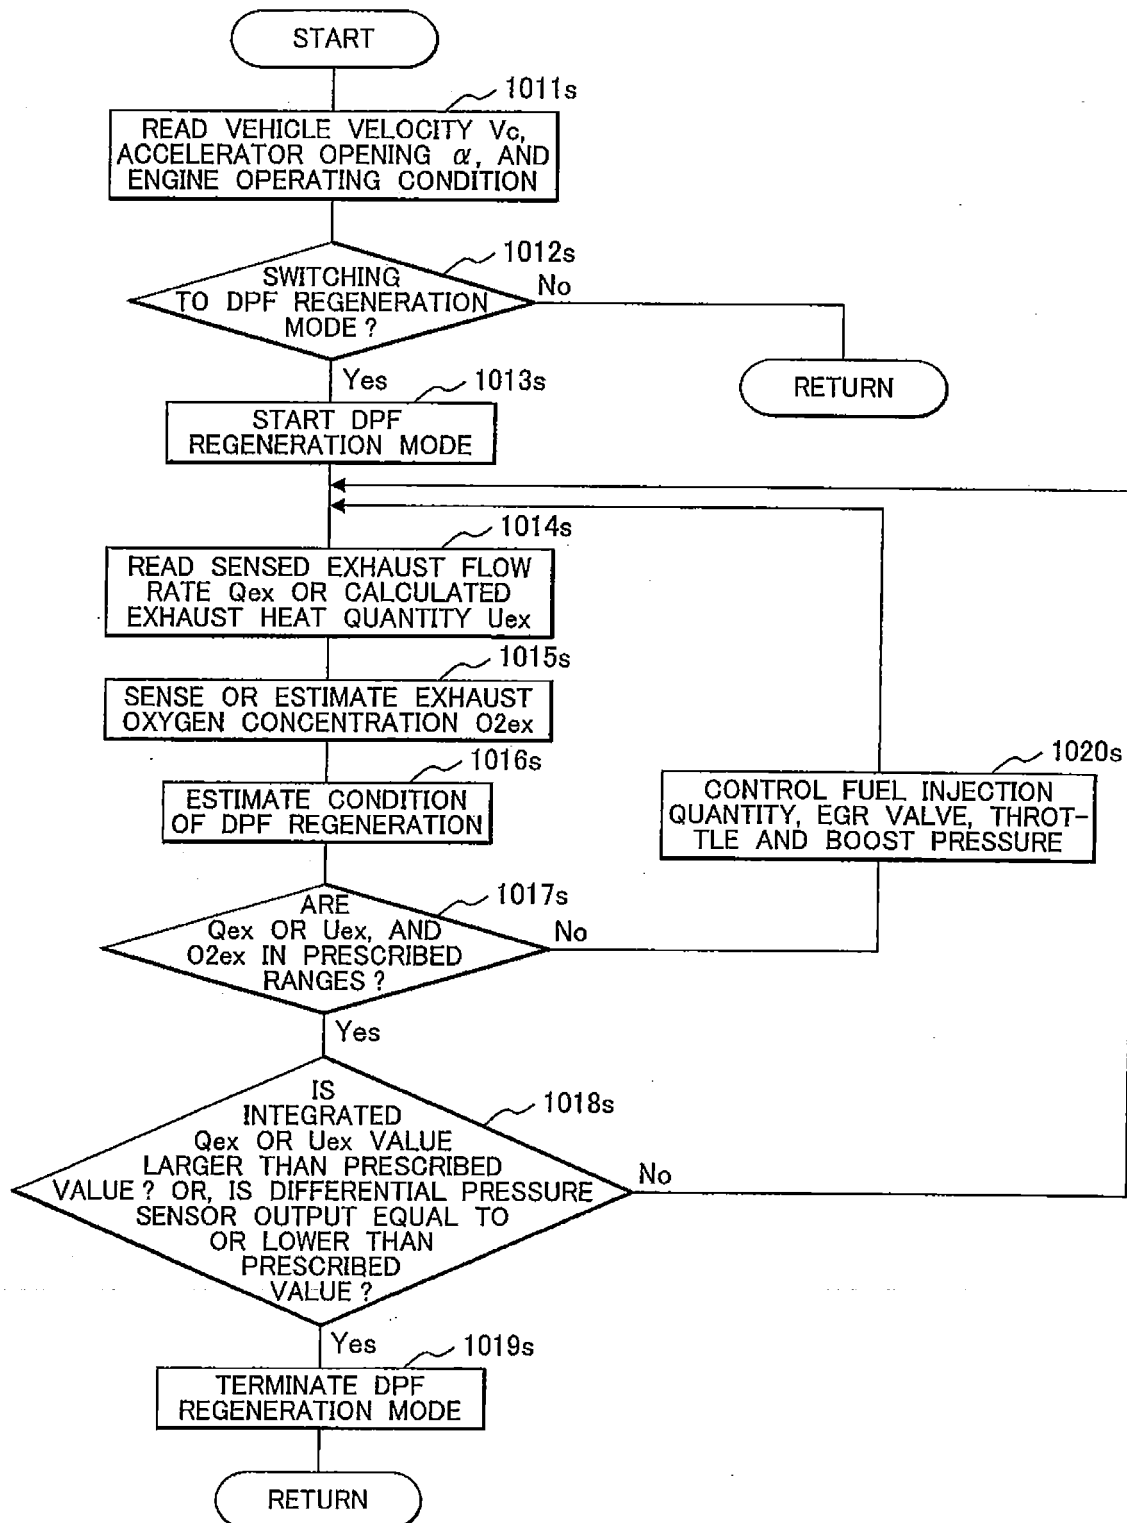 START
1011s
READ VEHICLE VELOCITY Vc,
ACCELERATOR OPENING α, AND
ENGINE OPERATING CONDITION
1012s
SWITCHING
TO DPF REGENERATION
MODE?
No
RETURN
Yes
1013s
START DPF
REGENERATION MODE
1014s
READ SENSED EXHAUST FLOW
RATE Qex OR CALCULATED
EXHAUST HEAT QUANTITY Uex
1015s
SENSE OR ESTIMATE EXHAUST
OXYGEN CONCENTRATION O2ex
1016s
ESTIMATE CONDITION
OF DPF REGENERATION
1020s
CONTROL FUEL INJECTION
QUANTITY, EGR VALVE, THROT-
TLE AND BOOST PRESSURE
1017s
ARE
Qex OR Uex, AND
O2ex IN PRESCRIBED
RANGES?
No
Yes
1018s
IS
INTEGRATED
Qex OR Uex VALUE
LARGER THAN PRESCRIBED
VALUE? OR, IS DIFFERENTIAL PRESSURE
SENSOR OUTPUT EQUAL TO
OR LOWER THAN
PRESCRIBED
VALUE?
No
Yes
1019s
TERMINATE DPF
REGENERATION MODE
RETURN